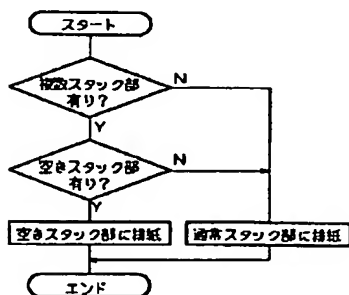 スタート
複数スタック部
有り?
N
Y
空きスタック部
有り?
N
Y
空きスタック部に排紙
通常スタック部に排紙
エンド